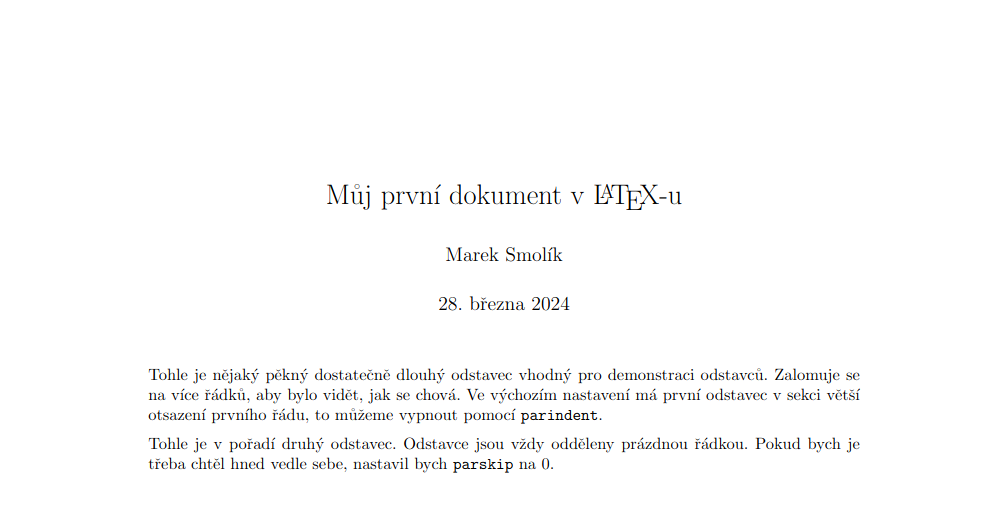 Můj první dokument v LATEX-u
Marek Smolík
28. března 2024
Tohle je nějaký pěkný dostatečně dlouhý odstavec vhodný pro demonstraci odstavců. Zalomuje se
na více řádků, aby bylo vidět, jak se chová. Ve výchozím nastavení má první odstavec v sekci větší
otsazení prvního řádu, to můžeme vypnout pomocí parindent.
Tohle je v pořadí druhý odstavec. Odstavce jsou vždy odděleny prázdnou řádkou. Pokud bych je
třeba chtěl hned vedle sebe, nastavil bych parskip na 0.